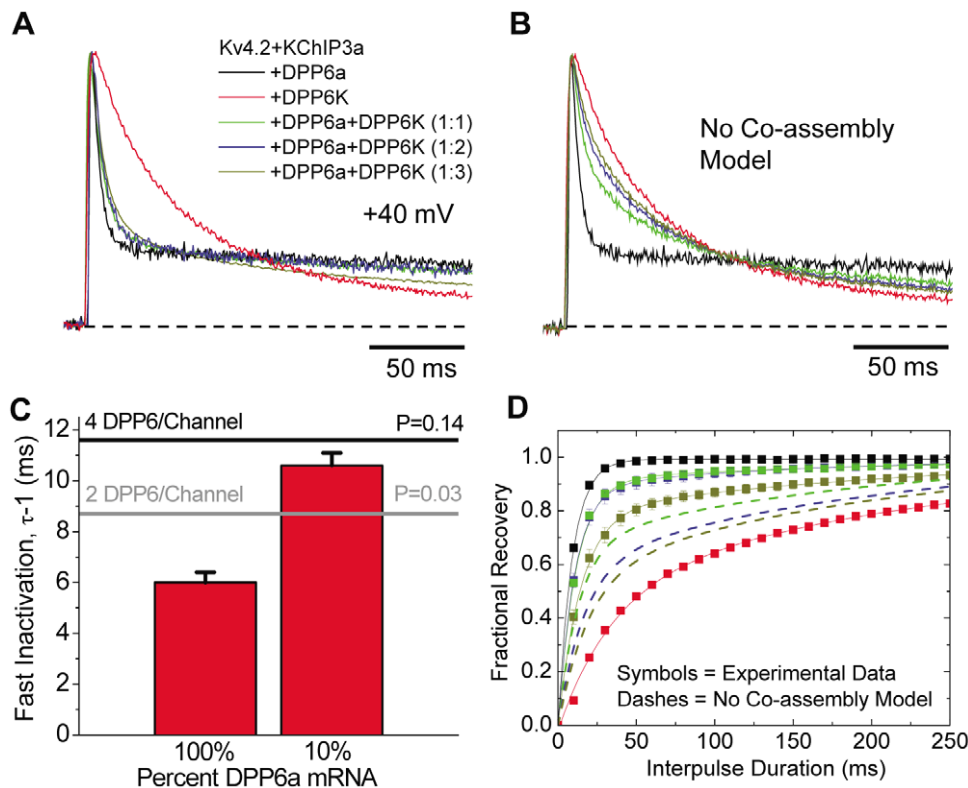 A
Kv4.2+KChIP3a
+DPP6a
+DPP6K
+DPP6a+DPP6K (1:1)
+DPP6a+DPP6K (1:2)
+DPP6a+DPP6K (1:3)
+40 mV
50 ms
B
No Co-assembly
Model
50 ms
C
4 DPP6/Channel P=0.14
2 DPP6/Channel P=0.03
Fast Inactivation, τ-1 (ms)
12
10
8
6
4
2
0
100% 10%
Percent DPP6a mRNA
D
Fractional Recovery
1.0
0.8
0.6
0.4
0.2
0.0
Symbols = Experimental Data
Dashes = No Co-assembly Model
0 50 100 150 200 250
Interpulse Duration (ms)